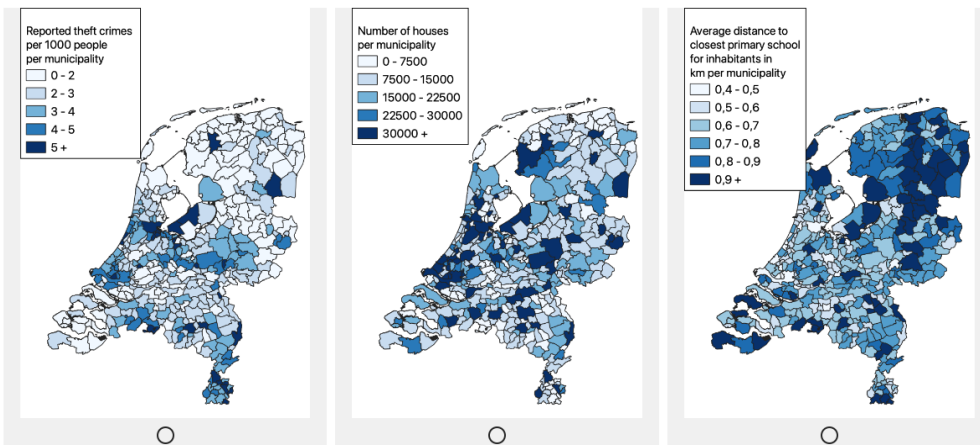 Reported theft crimes
per 1000 people
per municipality
0 - 2
2 - 3
3 - 4
4 - 5
5 +
Number of houses
per municipality
0 - 7500
7500 - 15000
15000 - 22500
22500 - 30000
30000 +
Average distance to
closest primary school
for inhabitants in
km per municipality
0,4 - 0,5
0,5 - 0,6
0,6 - 0,7
0,7 - 0,8
0,8 - 0,9
0,9 +